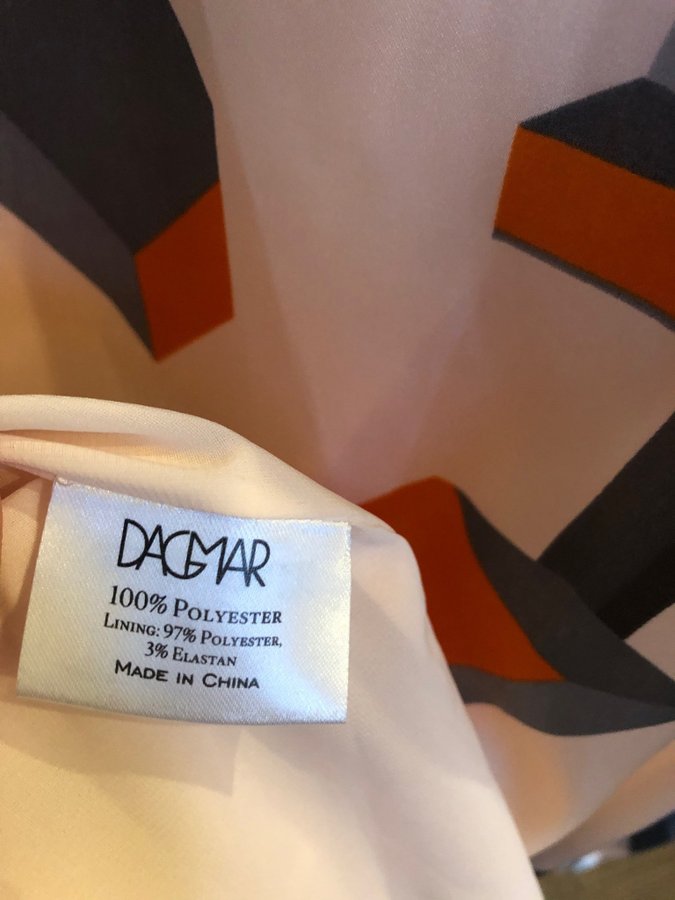 DAGMAR
100% POLYESTER
LINING: 97% POLYESTER,
3% ELASTAN
MADE IN CHINA